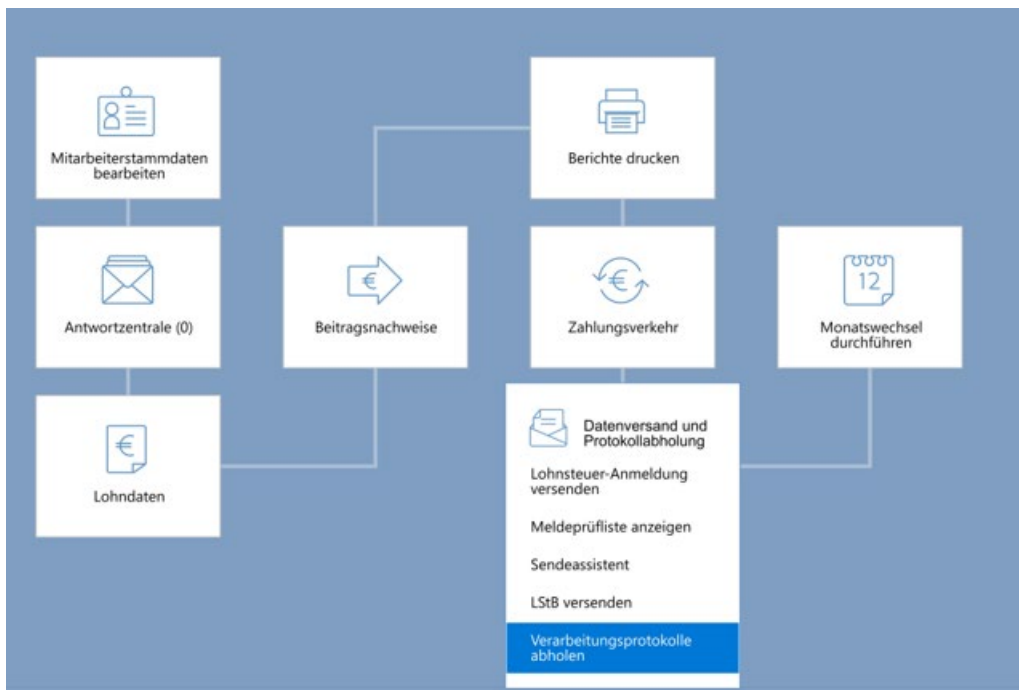 Mitarbeiterstammdaten
bearbeiten
Antwortzentrale (0)
€
Lohndaten
€
Beitragsnachweise
Berichte drucken
€
Zahlungsverkehr
Datenversand und
Protokollabholung
Lohnsteuer-Anmeldung
versenden
Meldeprüfliste anzeigen
Sendeassistent
LStB versenden
Verarbeitungsprotokolle
abholen
12
Monatswechsel
durchführen